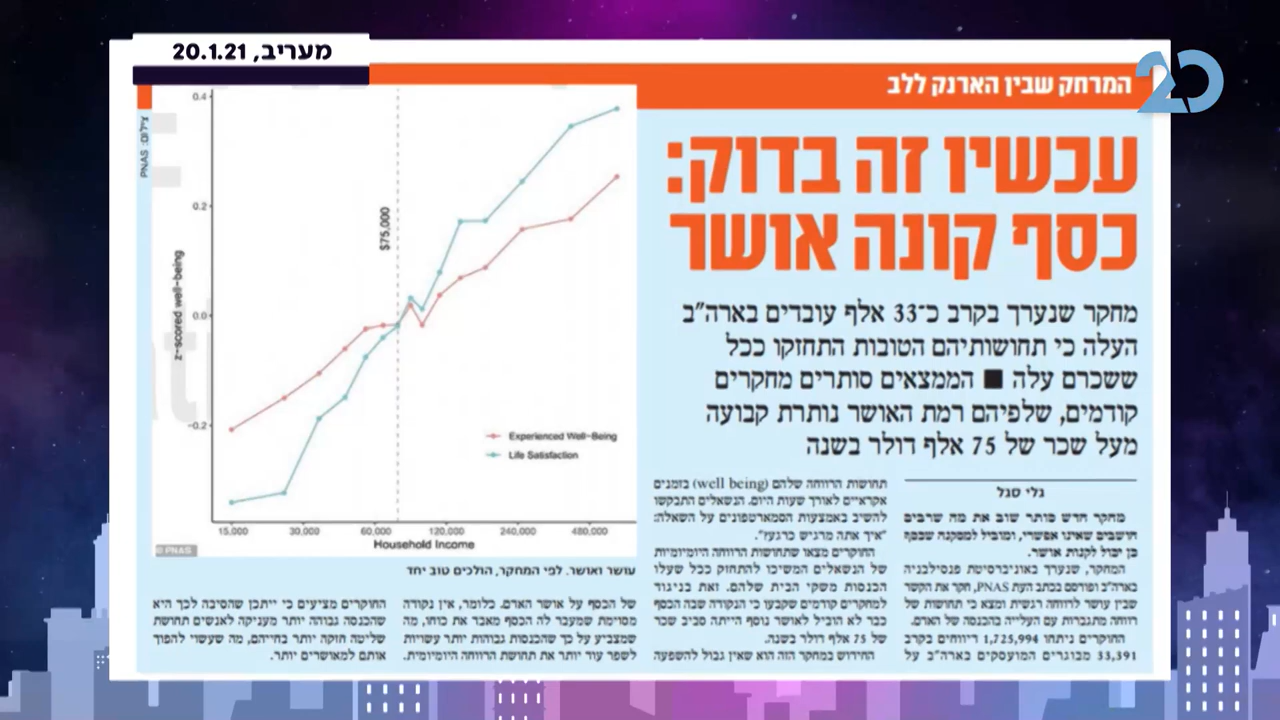 מעריב, 20.1.21
20
המרחק שבין הארנק ללב
עכשיו זה בדוק:
כסף קונה אושר
מחקר שנערך בקרב כ־33 אלף עובדים בארה"ב
העלה כי תחושותיהם הטובות התחזקו ככל
ששכרם עלה ■ הממצאים סותרים מחקרים
קודמים, שלפיהם רמת האושר נותרת קבועה
מעל שכר של 75 אלף דולר בשנה
גלי סגל
מחקר חדש סותר שוב את מה שרבים
חושבים שאינו אפשרי, ומוביל למסקנה שכסף
כן יכול לקנות אושר.
המחקר, שנערך באוניברסיטת פנסילבניה
בארה"ב ופורסם בכתב העת PNAS, חקר את הקשר
שבין עושר לרווחה רגשית ומצא כי תחושות של
רווחה מתגברות עם העלייה בהכנסה של האדם.
החוקרים ניתחו 1,725,994 דיווחים בקרב
33,391 מבוגרים המועסקים בארה"ב על
תחושות הרווחה שלהם (well being) בזמנים
אקראיים לאורך שעות היום. הנשאלים התבקשו
להשיב באמצעות הסמארטפונים על השאלה:
"איך אתה מרגיש כרגע?".
החוקרים מצאו שתחושות הרווחה היומיומיות
של הנשאלים המשיכו להתחזק ככל שעלו
הכנסות משקי הבית שלהם. זאת בניגוד
למחקרים קודמים שקבעו כי הנקודה שבה הכסף
כבר לא הוביל לאושר נוסף הייתה סביב שכר
של 75 אלף דולר בשנה.
החידוש במחקר הזה הוא שאין גבול להשפעה
צילום: PNAS
0.4
0.2
0.0
-0.2
z-scored well-being
$75,000
Experienced Well-Being
Life Satisfaction
15,000 30,000 60,000 120,000 240,000 480,000
Household Income
© PNAS
עושר ואושר. לפי המחקר, הולכים טוב יחד
של הכסף על אושר האדם. כלומר, אין נקודה
מסוימת שמעבר לה הכסף מאבד את כוחו, מה
שמצביע על כך שהכנסות גבוהות יותר עשויות
לשפר עוד יותר את תחושת הרווחה היומיומית.
החוקרים מציעים כי ייתכן שהסיבה לכך היא
שהכנסה גבוהה יותר מעניקה לאנשים תחושת
שליטה חזקה יותר בחייהם, מה שעשוי להפוך
אותם למאושרים יותר.